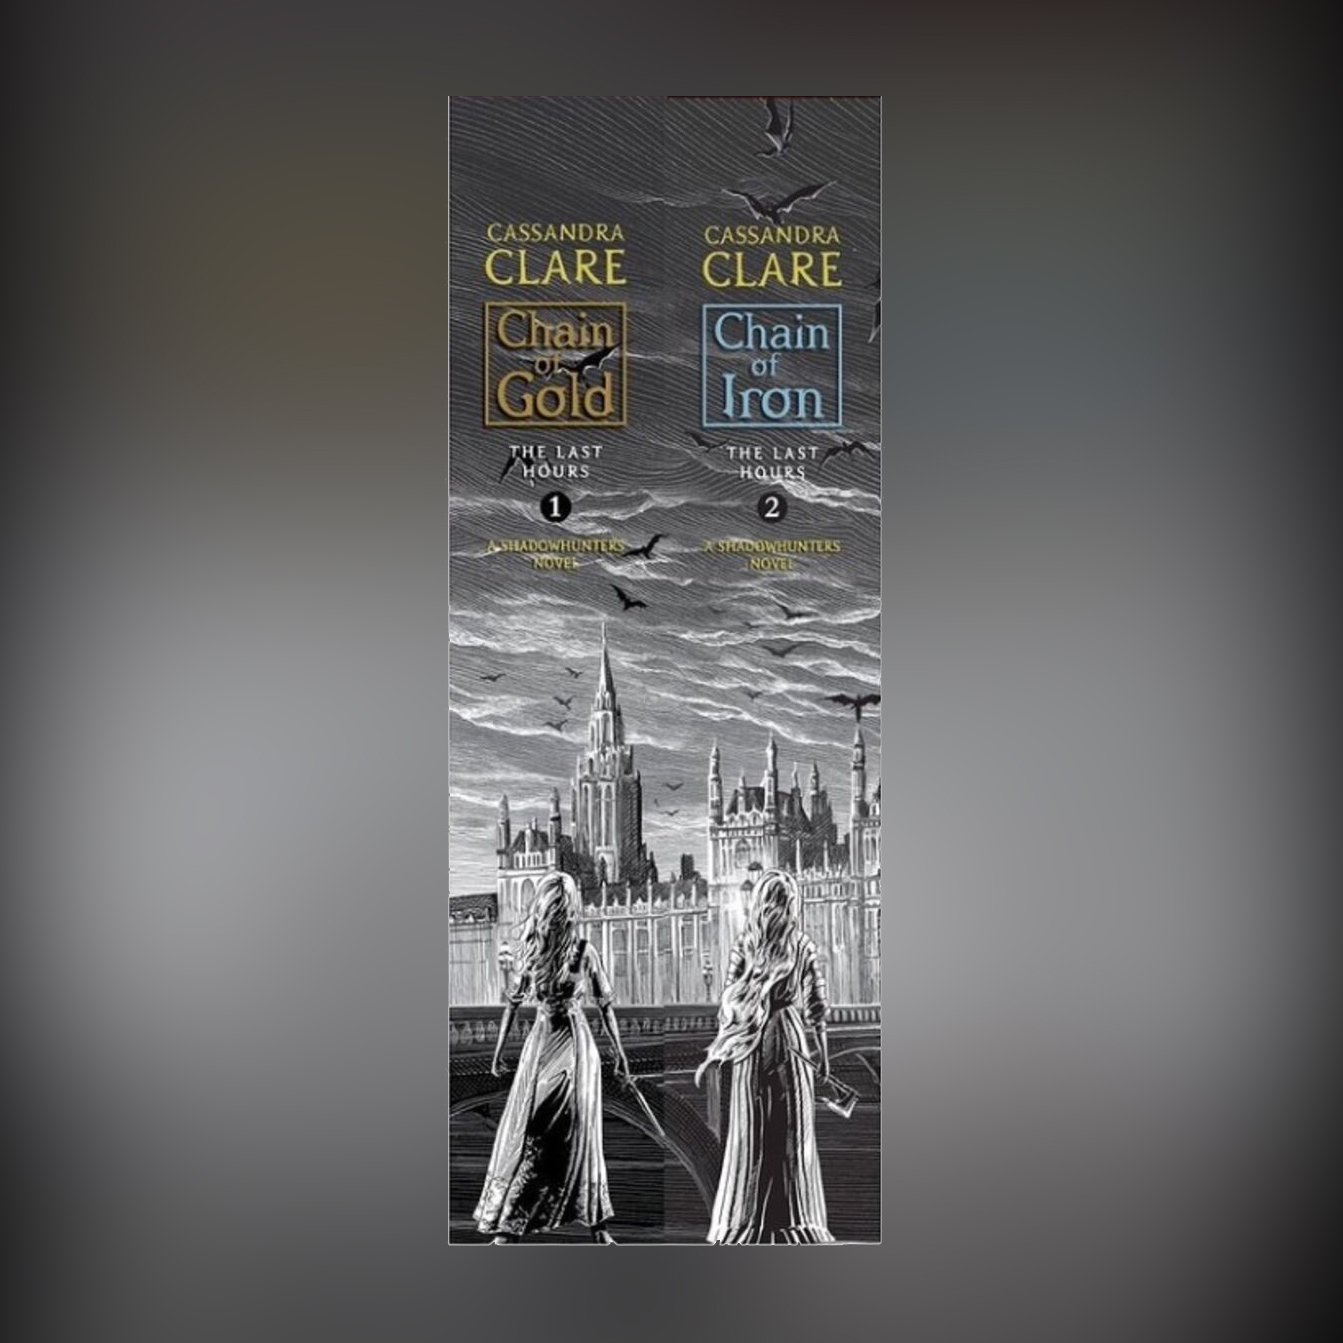 CASSANDRA
CLARE
Chain
of
Gold
THE LAST
HOURS
1
A SHADOWHUNTERS
NOVEL
CASSANDRA
CLARE
Chain
of
Iron
THE LAST
HOURS
2
A SHADOWHUNTERS
NOVEL